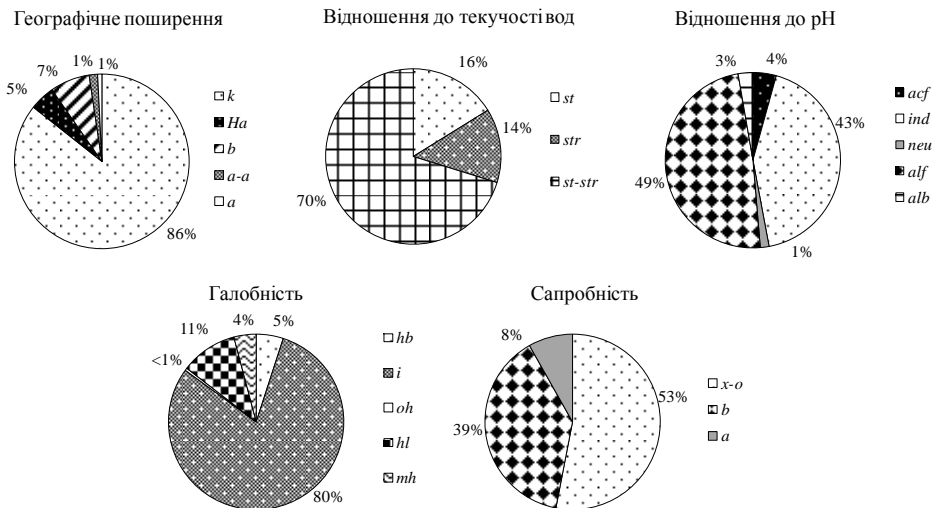 Географічне поширення
1%
1%
7%
5%
86%
k
Ha
b
a-a
a
Відношення до текучості вод
16%
14%
70%
st
str
st-str
Відношення до рН
3%
4%
43%
49%
1%
acf
ind
neu
alf
alb
Галобність
4%
5%
11%
<1%
80%
hb
i
oh
hl
mh
Сапробність
8%
53%
39%
x-o
b
a